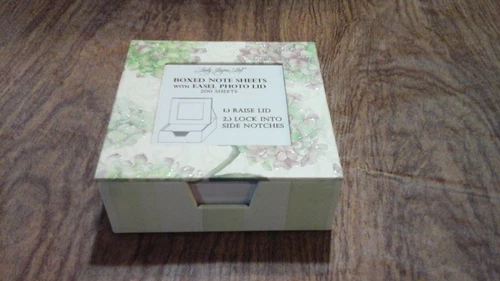 BOXED NOTE SHEETS
WITH EASEL PHOTO LID
200 SHEETS
1.) RAISE LID
2.) LOCK INTO
SIDE NOTCHES